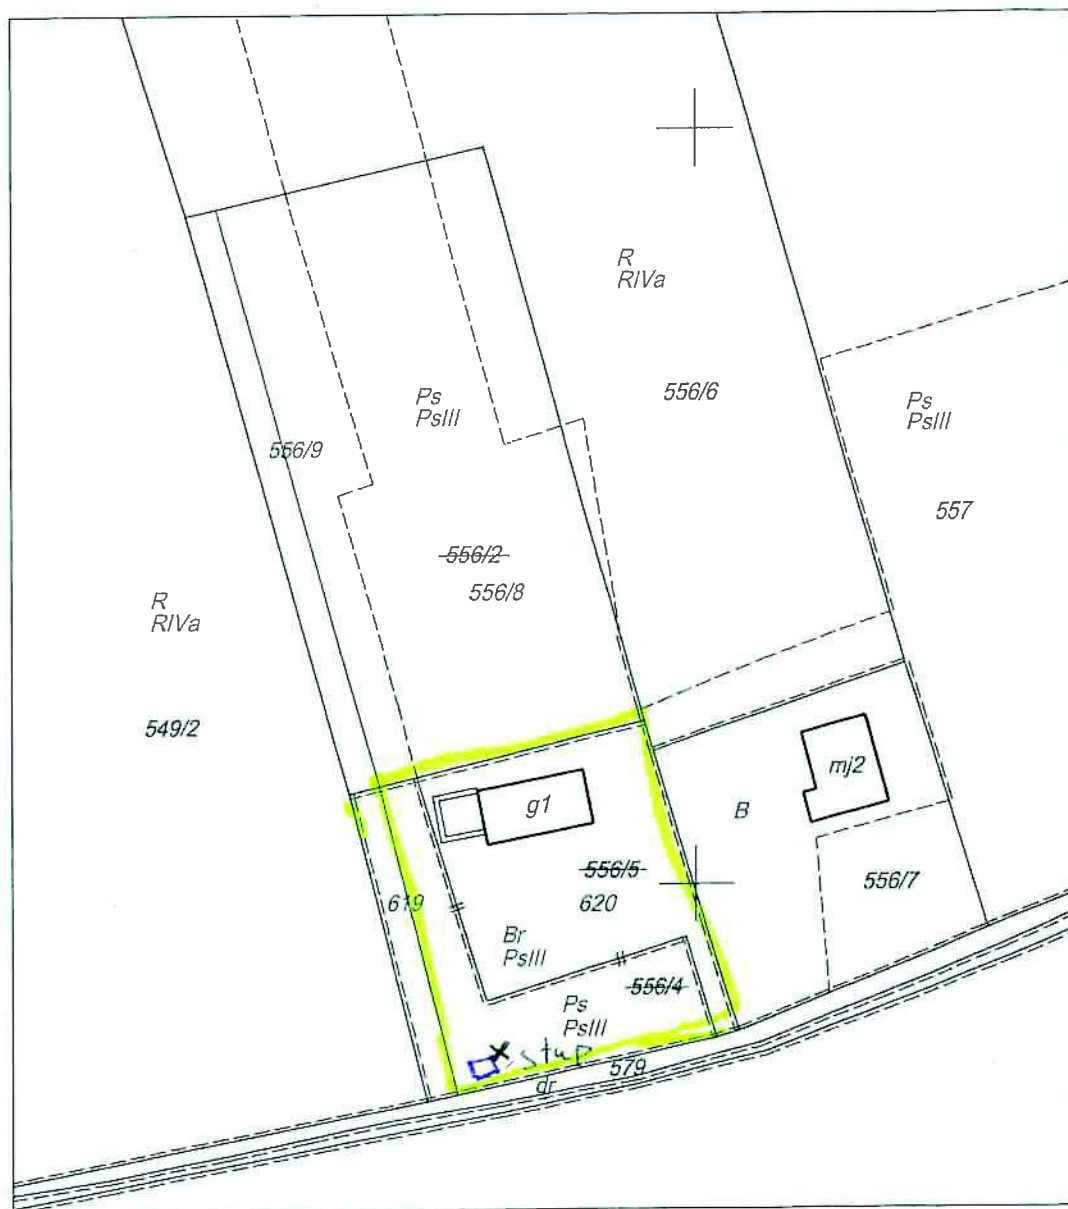 R
RIVa
556/6
Ps
PsIII
Ps
PsIII
556/9
557
556/2
556/8
R
RIVa
549/2
mj2
g1
B
556/5
556/7
619
620
Br
PsIII
556/4
Ps
PsIII
stup
579
dr